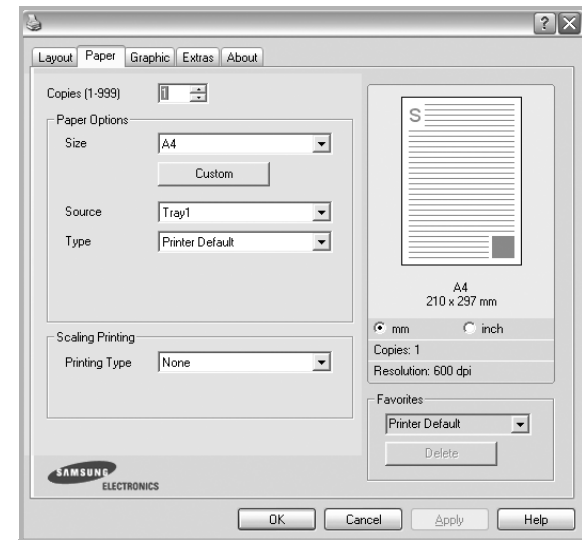 Layout Paper Graphic Extras About
Copies (1-999) 1
Paper Options
Size A4
Custom
Source Tray1
Type Printer Default
Scaling Printing
Printing Type None
SAMSUNG
ELECTRONICS
S
A4
210 x 297 mm
mm inch
Copies: 1
Resolution: 600 dpi
Favorites
Printer Default
Delete
OK Cancel Apply Help